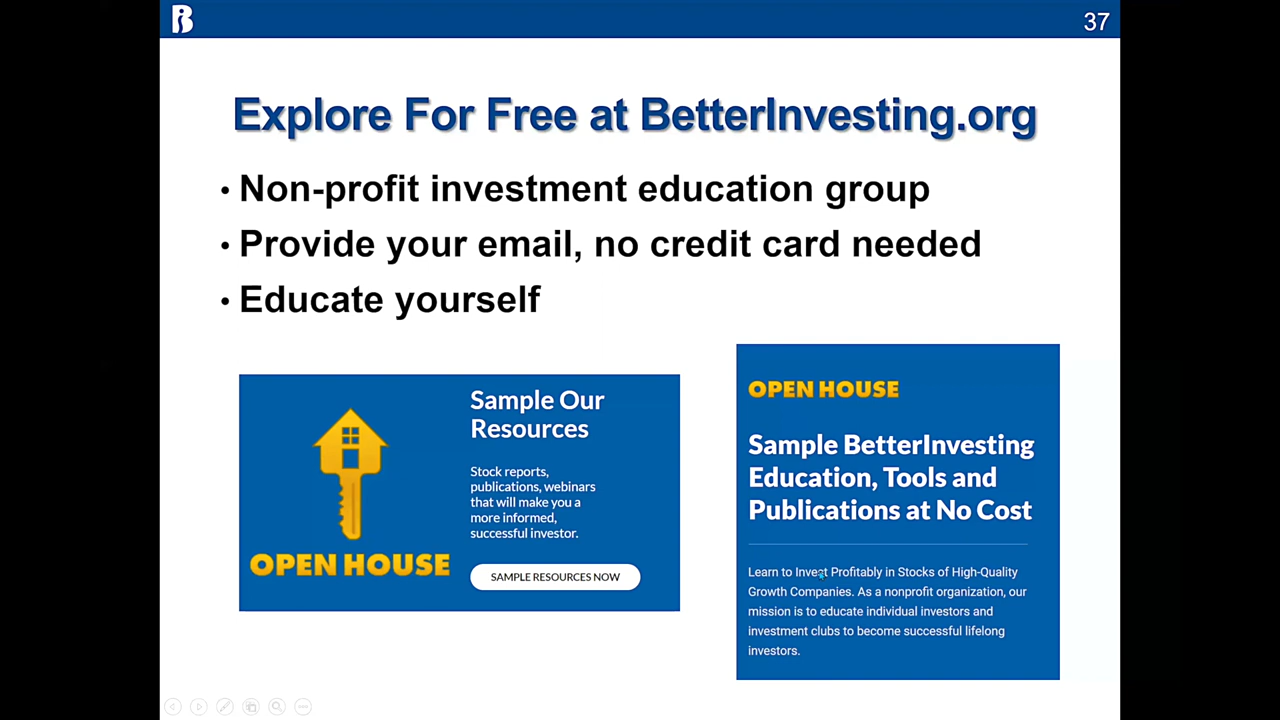 37
Explore For Free at BetterInvesting.org
• Non-profit investment education group
• Provide your email, no credit card needed
• Educate yourself
OPEN HOUSE
Sample Our
Resources
Stock reports,
publications, webinars
that will make you a
more informed,
successful investor.
SAMPLE RESOURCES NOW
OPEN HOUSE
Sample BetterInvesting
Education, Tools and
Publications at No Cost
Learn to Invest Profitably in Stocks of High-Quality
Growth Companies. As a nonprofit organization, our
mission is to educate individual investors and
investment clubs to become successful lifelong
investors.